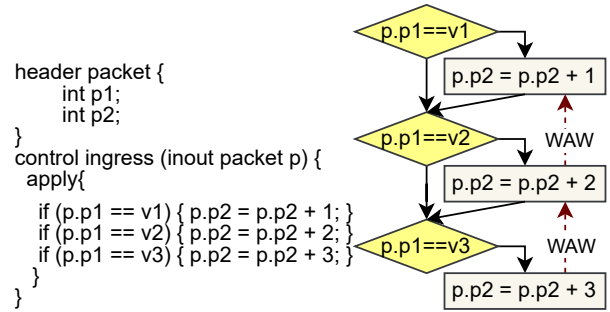 header packet {
int p1;
int p2;
}
control ingress (inout packet p) {
apply{
if (p.p1 == v1) { p.p2 = p.p2 + 1; }
if (p.p1 == v2) { p.p2 = p.p2 + 2; }
if (p.p1 == v3) { p.p2 = p.p2 + 3; }
}
}
p.p1==v1
p.p2 = p.p2 + 1
WAW
p.p1==v2
p.p2 = p.p2 + 2
WAW
p.p1==v3
p.p2 = p.p2 + 3